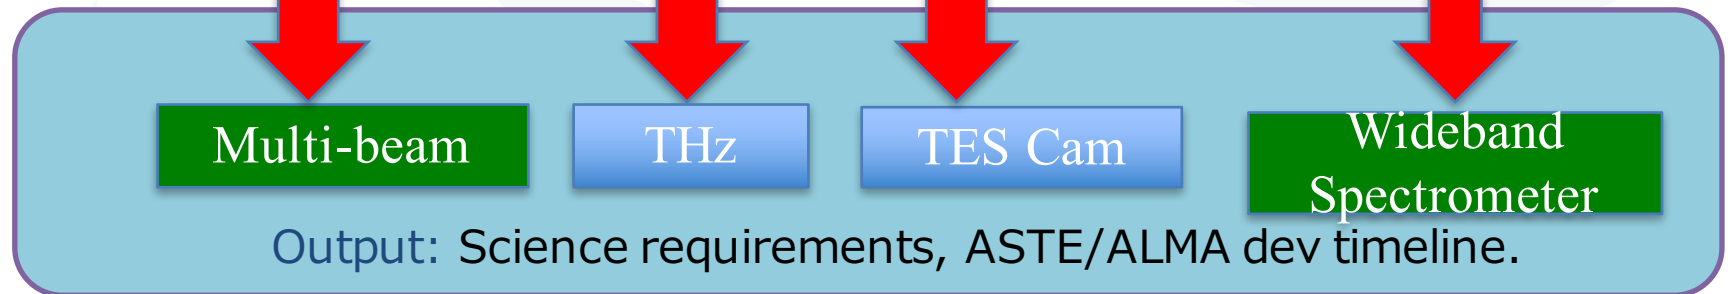 Multi-beam
THz
TES Cam
Wideband
Spectrometer
Output: Science requirements, ASTE/ALMA dev timeline.